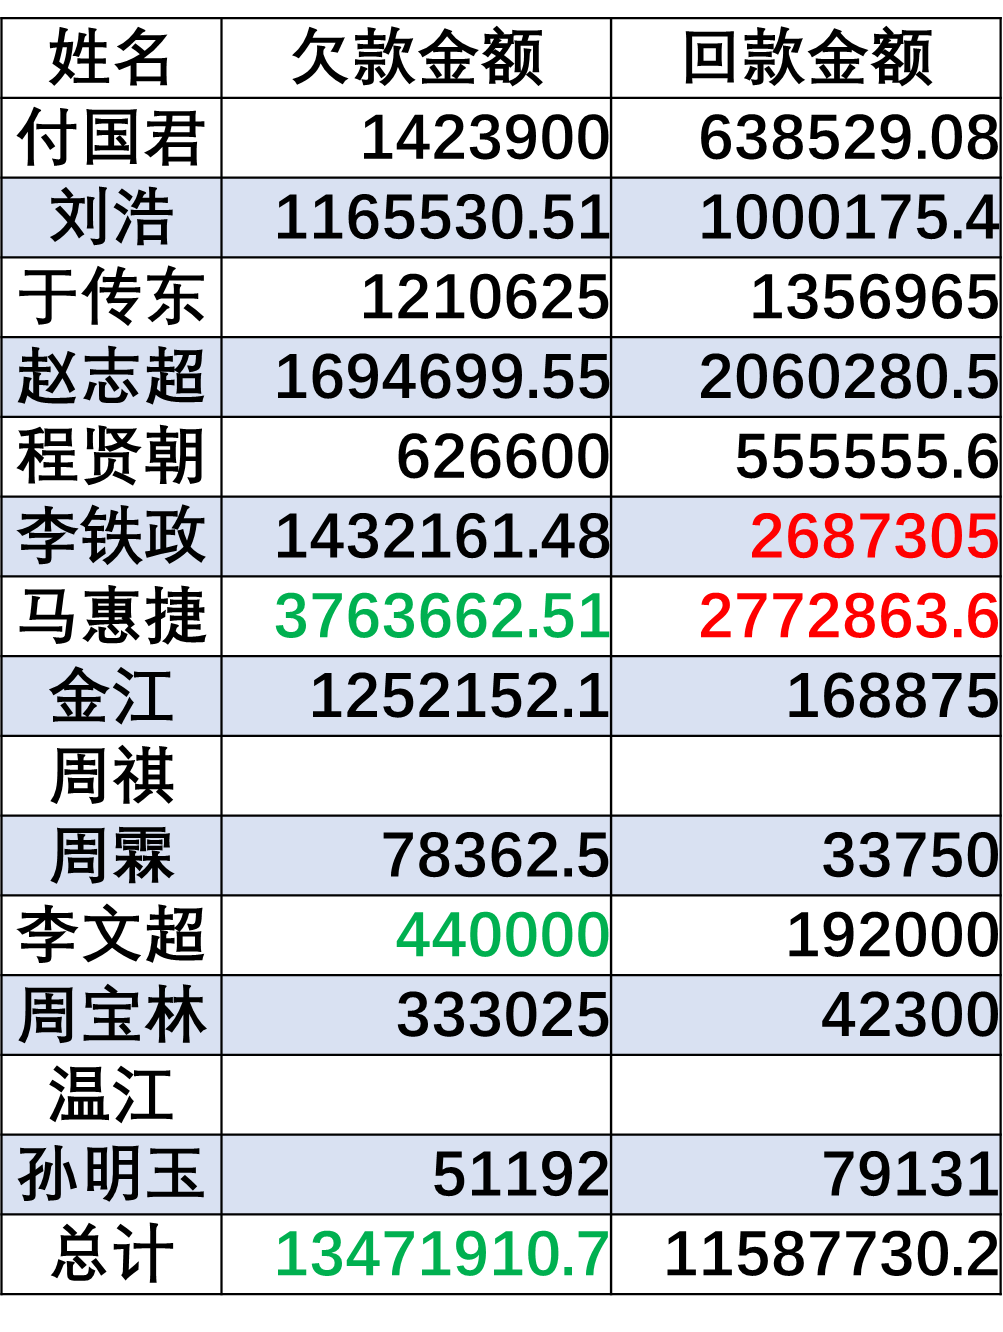 姓名 欠款金额 回款金额
付国君 1423900 638529.08
刘浩 1165530.51 1000175.4
于传东 1210625 1356965
赵志超 1694699.55 2060280.5
程贤朝 626600 555555.6
李铁政 1432161.48 2687305
马惠捷 3763662.51 2772863.6
金江 1252152.1 168875
周祺
周霖 78362.5 33750
李文超 440000 192000
周宝林 333025 42300
温江
孙明玉 51192 79131
总计 13471910.7 11587730.2